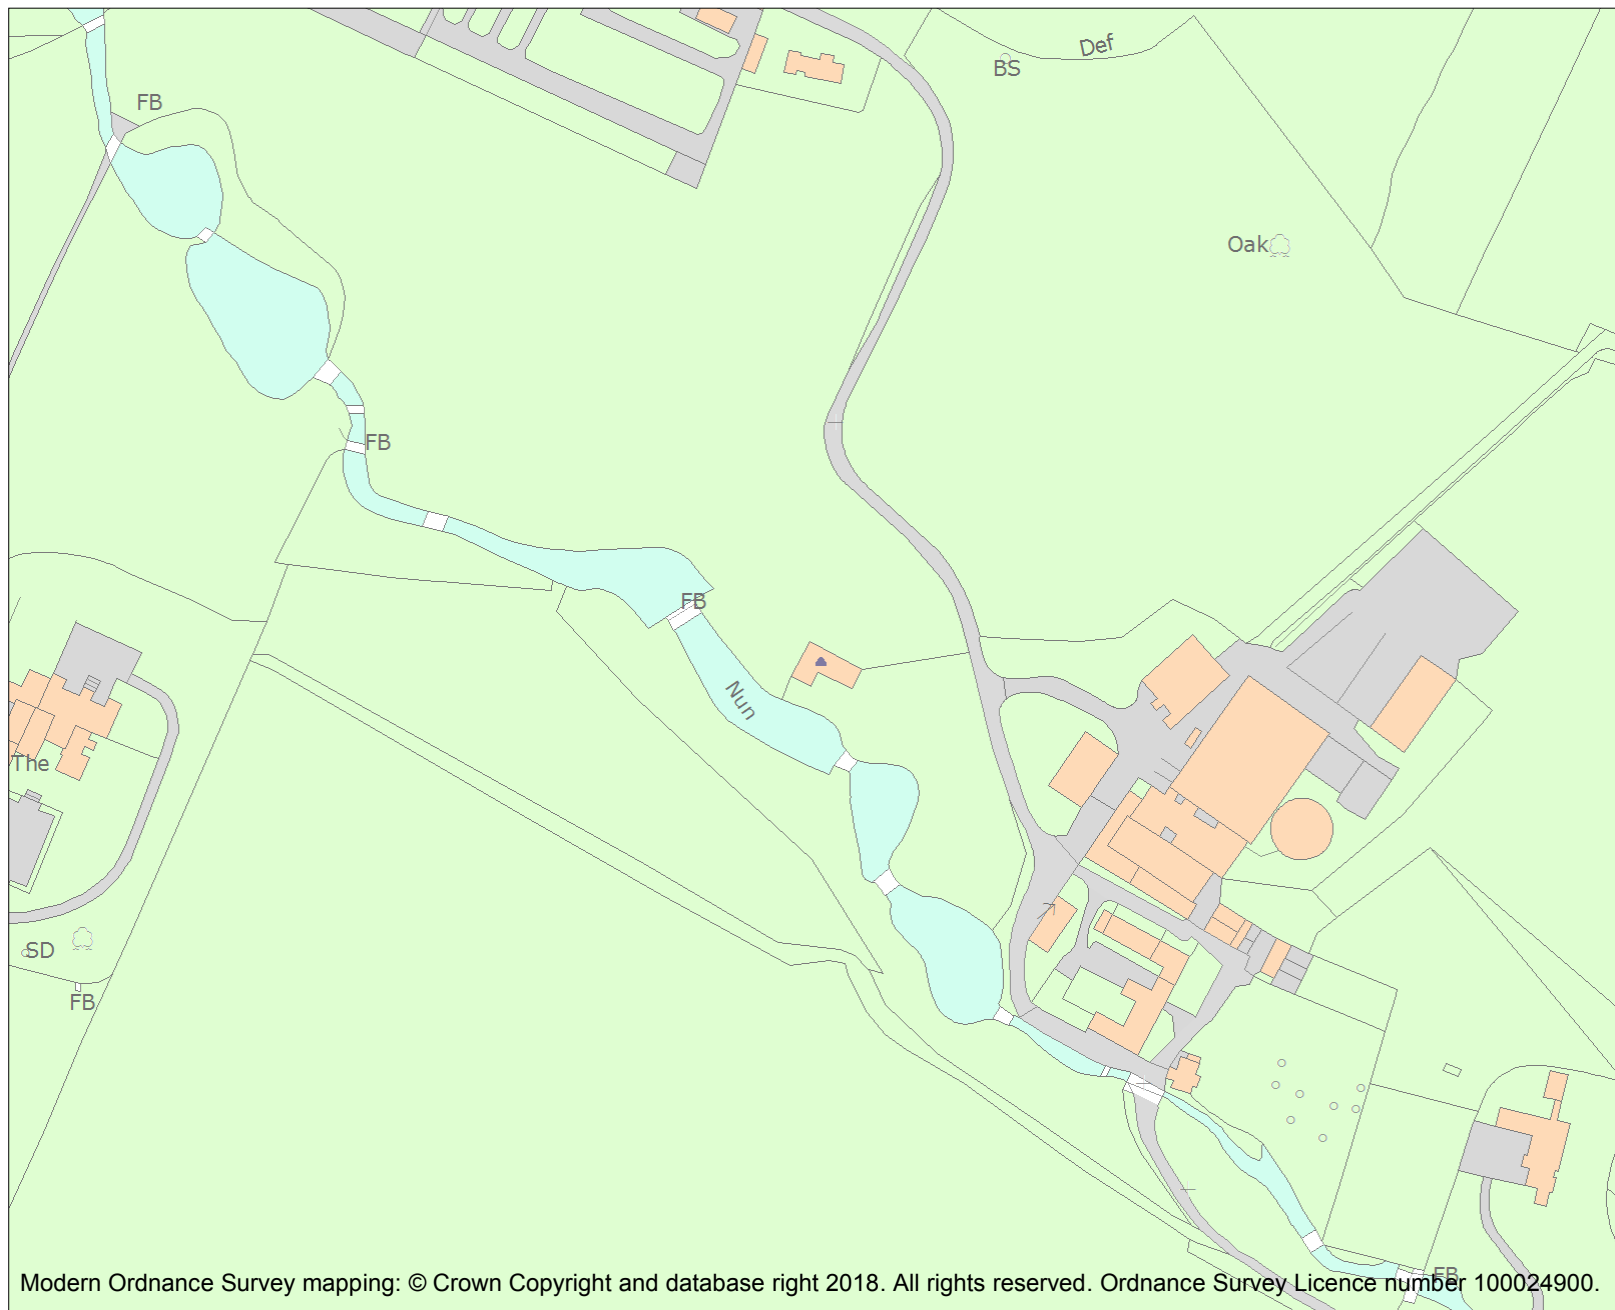 Def
BS
FB
Oak
FB
FB
Nun
The
SD
FB
FB
Modern Ordnance Survey mapping: © Crown Copyright and database right 2018. All rights reserved. Ordnance Survey Licence number 100024900.